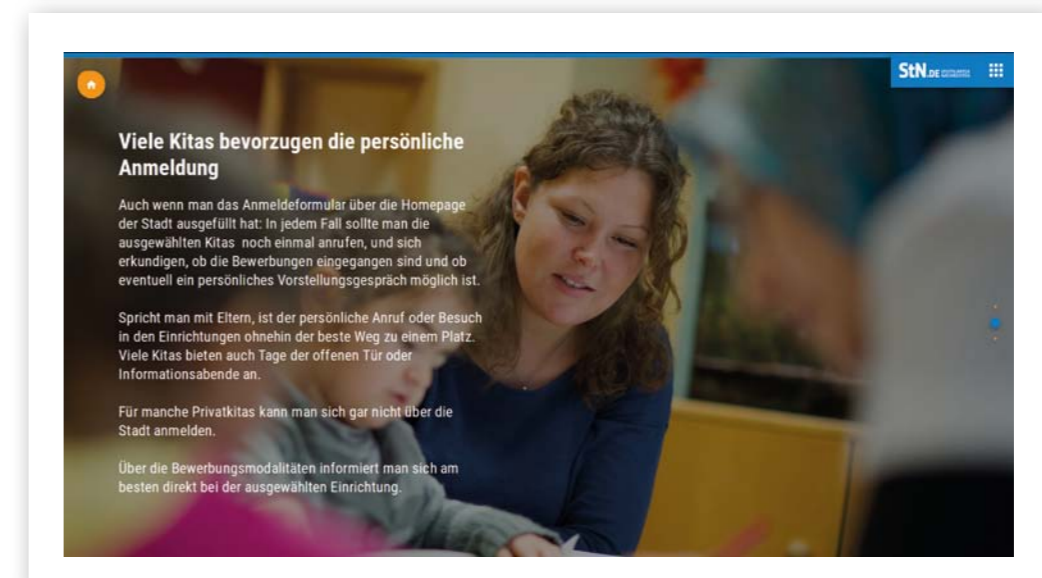 StN.DE
Viele Kitas bevorzugen die persönliche
Anmeldung
Auch wenn man das Anmeldeformular über die Homepage
der Stadt ausgefüllt hat: In jedem Fall sollte man die
ausgewählten Kitas  noch einmal anrufen, und sich
erkundigen, ob die Bewerbungen eingegangen sind und ob
eventuell ein persönliches Vorstellungsgespräch möglich ist.
Spricht man mit Eltern, ist der persönliche Anruf oder Besuch
in den Einrichtungen ohnehin der beste Weg zu einem Platz.
Viele Kitas bieten auch Tage der offenen Tür oder
Informationsabende an.
Für manche Privatkitas kann man sich gar nicht über die
Stadt anmelden.
Über die Bewerbungsmodalitäten informiert man sich am
besten direkt bei der ausgewählten Einrichtung.